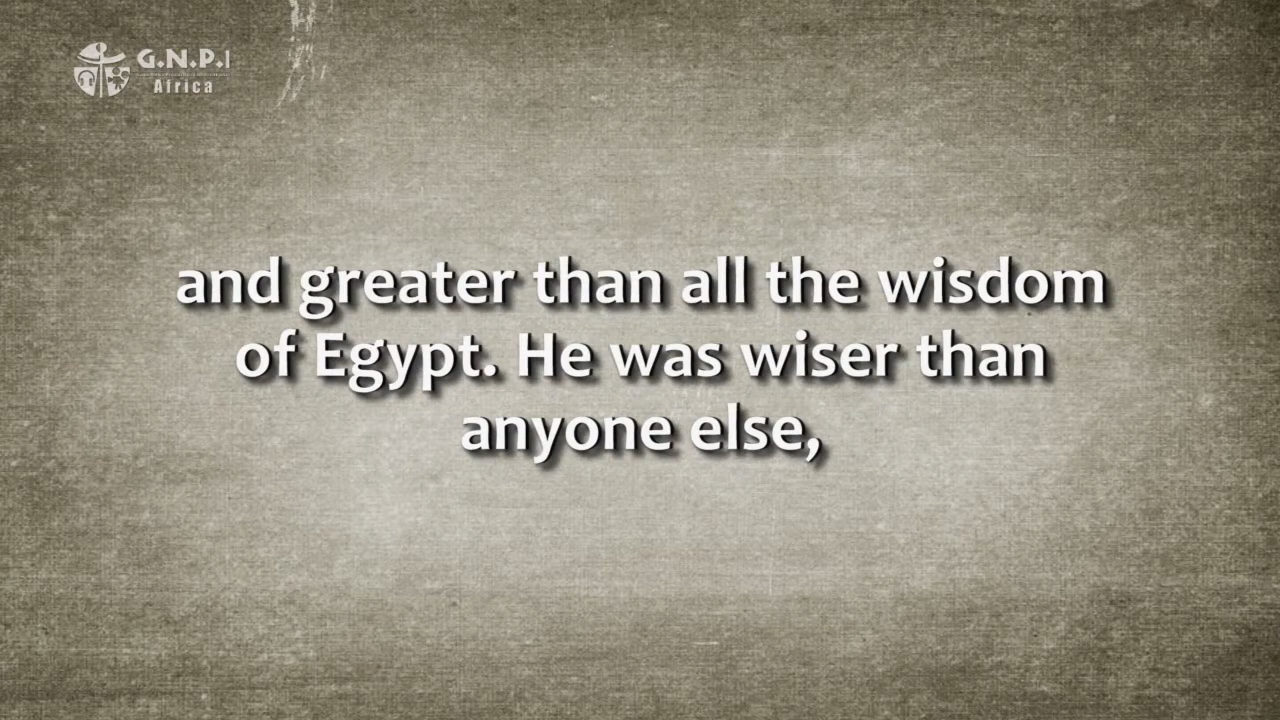 G.N.P.I
Africa
and greater than all the wisdom
of Egypt. He was wiser than
anyone else,